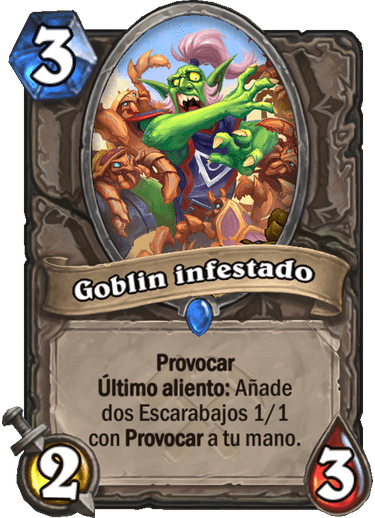 3
Goblin infestado
Provocar
Último aliento: Añade
dos Escarabajos 1/1
con Provocar a tu mano.
2
3